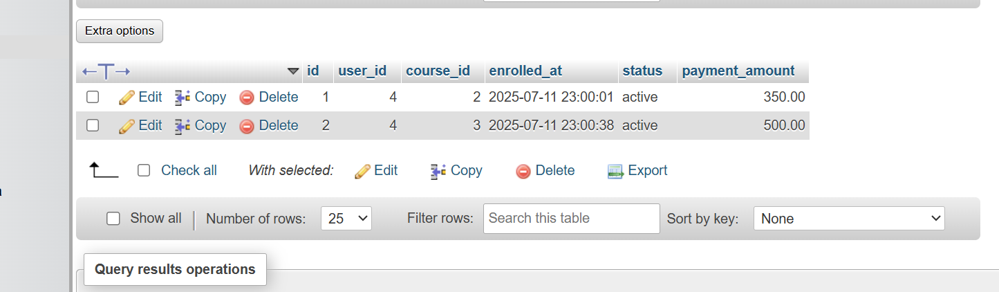 Extra options
id user_id course_id enrolled_at status payment_amount
Edit Copy Delete 1 4 2 2025-07-11 23:00:01 active 350.00
Edit Copy Delete 2 4 3 2025-07-11 23:00:38 active 500.00
Check all With selected: Edit Copy Delete Export
Show all Number of rows: 25 Filter rows: Search this table Sort by key: None
Query results operations